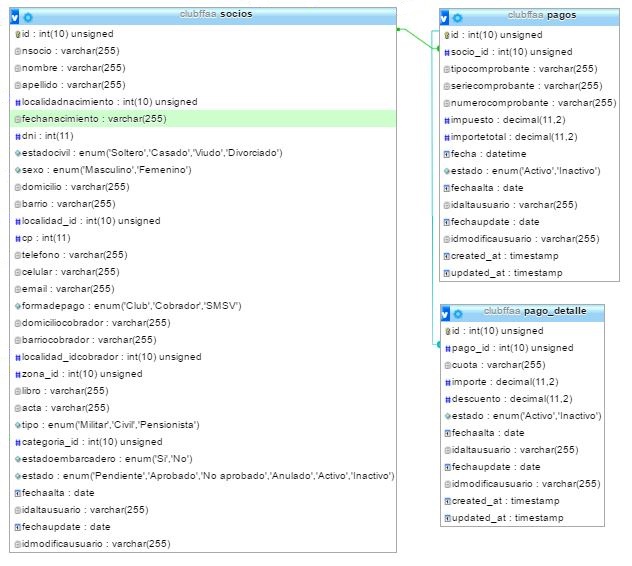 clubffaa socios
id : int(10) unsigned
nsocio : varchar(255)
nombre : varchar(255)
apellido : varchar(255)
localidadnacimiento : int(10) unsigned
fechanacimiento : varchar(255)
dni : int(11)
estadocivil : enum('Soltero','Casado','Viudo','Divorciado')
sexo : enum('Masculino','Femenino')
domicilio : varchar(255)
barrio : varchar(255)
localidad_id : int(10) unsigned
cp : int(11)
telefono : varchar(255)
celular : varchar(255)
email : varchar(255)
formadepago : enum('Club','Cobrador','SMSV')
domiciliocobrador : varchar(255)
barriocobrador : varchar(255)
localidad_idcobrador : int(10) unsigned
zona_id : int(10) unsigned
libro : varchar(255)
acta : varchar(255)
tipo : enum('Militar','Civil','Pensionista')
categoria_id : int(10) unsigned
estadoembarcadero : enum('Si','No')
estado : enum('Pendiente','Aprobado','No aprobado','Anulado','Activo','Inactivo')
fechaalta : date
idaltausuario : varchar(255)
fechaupdate : date
idmodificausuario : varchar(255)
clubffaa pagos
id : int(10) unsigned
socio_id : int(10) unsigned
tipocomprobante : varchar(255)
seriecomprobante : varchar(255)
numerocomprobante : varchar(255)
impuesto : decimal(11,2)
importetotal : decimal(11,2)
fecha : datetime
estado : enum('Activo','Inactivo')
fechaalta : date
idaltausuario : varchar(255)
fechaupdate : date
idmodificausuario : varchar(255)
created_at : timestamp
updated_at : timestamp
clubffaa pago_detalle
id : int(10) unsigned
pago_id : int(10) unsigned
cuota : varchar(255)
importe : decimal(11,2)
descuento : decimal(11,2)
estado : enum('Activo','Inactivo')
fechaalta : date
idaltausuario : varchar(255)
fechaupdate : date
idmodificausuario : varchar(255)
created_at : timestamp
updated_at : timestamp